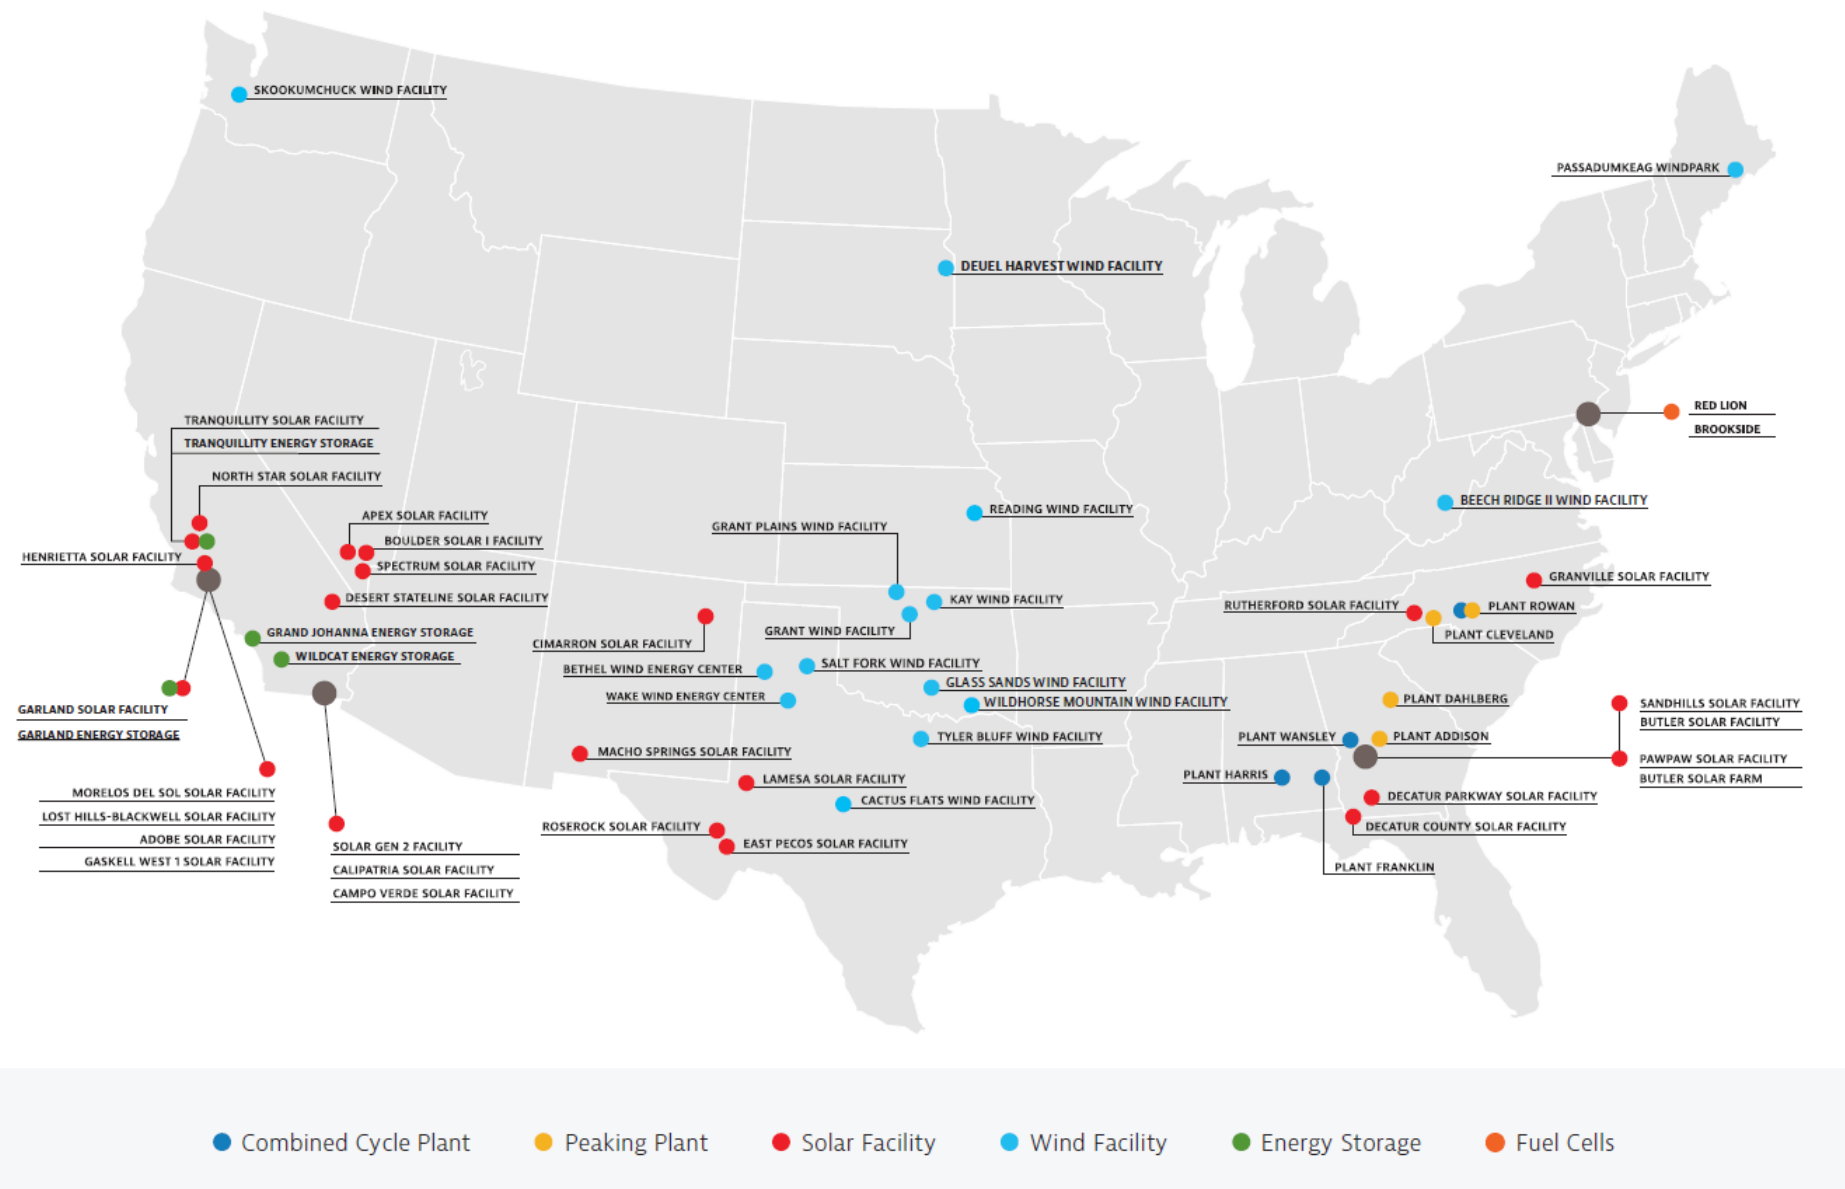 SKOOKUMCHUCK WIND FACILITY
PASSADUMKEAG WINDPARK
DEUEL HARVEST WIND FACILITY
TRANQUILLITY SOLAR FACILITY
TRANQUILLITY ENERGY STORAGE
NORTH STAR SOLAR FACILITY
RED LION
BROOKSIDE
APEX SOLAR FACILITY
BOULDER SOLAR I FACILITY
SPECTRUM SOLAR FACILITY
HENRIETTA SOLAR FACILITY
DESERT STATELINE SOLAR FACILITY
GRAND JOHANNA ENERGY STORAGE
WILDCAT ENERGY STORAGE
GARLAND SOLAR FACILITY
GARLAND ENERGY STORAGE
MORELOS DEL SOL SOLAR FACILITY
LOST HILLS-BLACKWELL SOLAR FACILITY
ADOBE SOLAR FACILITY
GASKELL WEST 1 SOLAR FACILITY
SOLAR GEN 2 FACILITY
CALIPATRIA SOLAR FACILITY
CAMPO VERDE SOLAR FACILITY
READING WIND FACILITY
GRANT PLAINS WIND FACILITY
KAY WIND FACILITY
GRANT WIND FACILITY
CIMARRON SOLAR FACILITY
BETHEL WIND ENERGY CENTER
SALT FORK WIND FACILITY
GLASS SANDS WIND FACILITY
WAKE WIND ENERGY CENTER
WILDHORSE MOUNTAIN WIND FACILITY
TYLER BLUFF WIND FACILITY
MACHO SPRINGS SOLAR FACILITY
LAMESA SOLAR FACILITY
CACTUS FLATS WIND FACILITY
ROSEROCK SOLAR FACILITY
EAST PECOS SOLAR FACILITY
BEECH RIDGE II WIND FACILITY
GRANVILLE SOLAR FACILITY
RUTHERFORD SOLAR FACILITY
PLANT ROWAN
PLANT CLEVELAND
PLANT DAHLBERG
PLANT WANSLEY
PLANT ADDISON
PLANT HARRIS
SANDHILLS SOLAR FACILITY
BUTLER SOLAR FACILITY
PAWPAW SOLAR FACILITY
BUTLER SOLAR FARM
DECATUR PARKWAY SOLAR FACILITY
DECATUR COUNTY SOLAR FACILITY
PLANT FRANKLIN
Combined Cycle Plant
Peaking Plant
Solar Facility
Wind Facility
Energy Storage
Fuel Cells